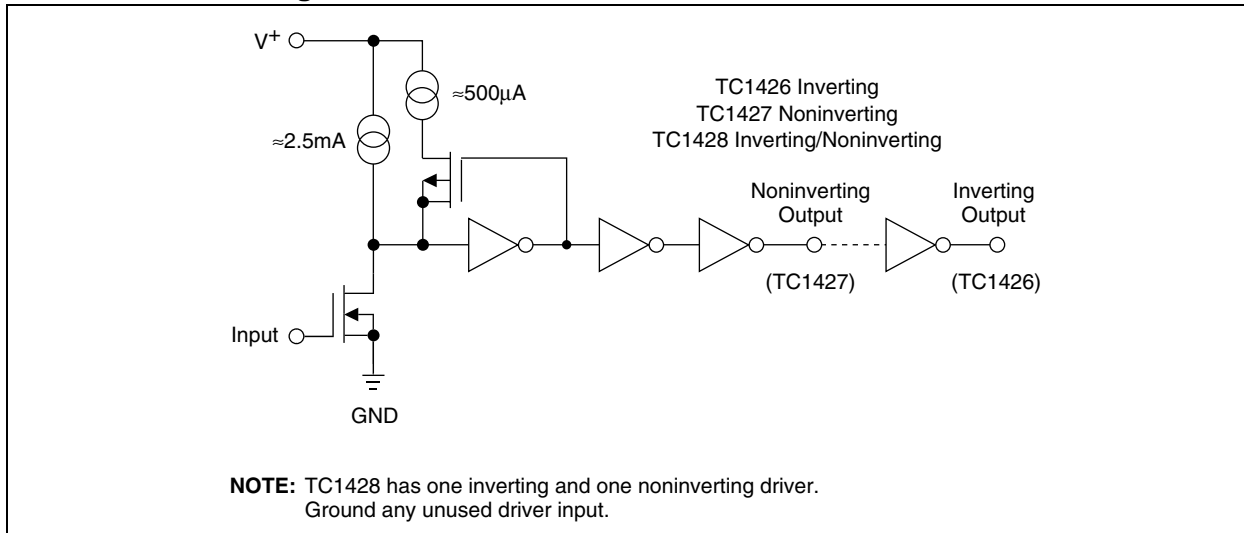 V+
≈500µA
≈2.5mA
TC1426 Inverting
TC1427 Noninverting
TC1428 Inverting/Noninverting
Noninverting
Output
(TC1427)
Inverting
Output
(TC1426)
Input
GND
NOTE: TC1428 has one inverting and one noninverting driver.
Ground any unused driver input.